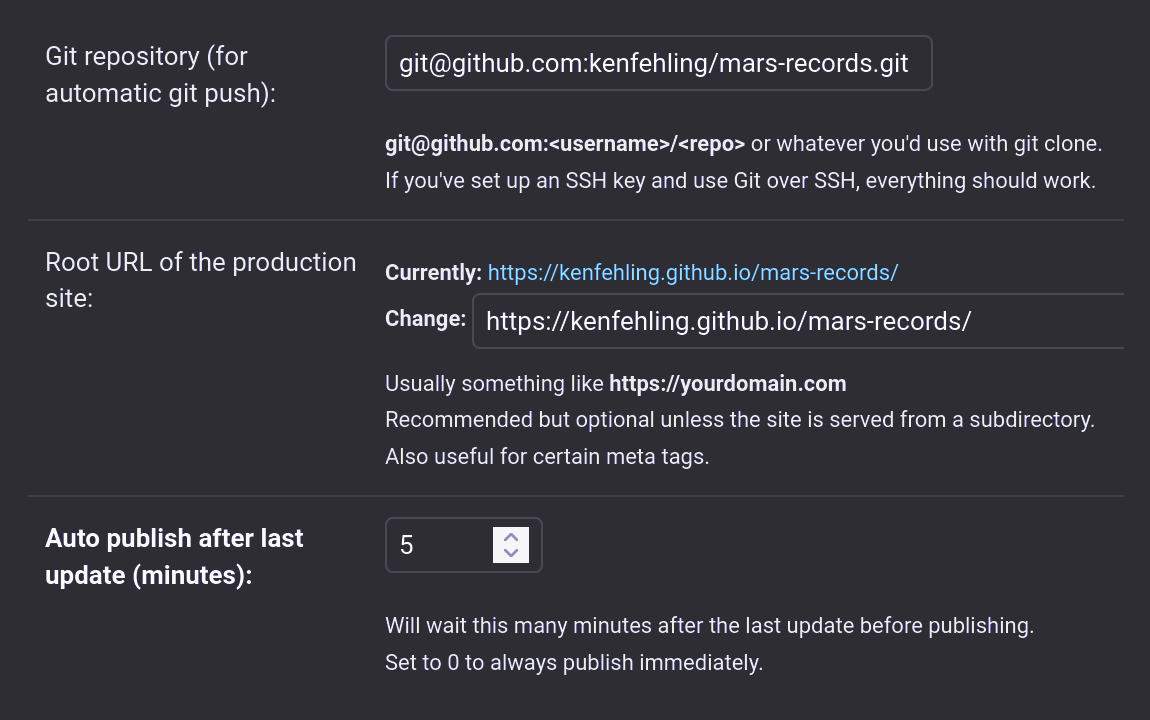 Git repository (for
automatic git push):
git@github.com:kenfehling/mars-records.git
git@github.com:<username>/<repo> or whatever you'd use with git clone.
If you've set up an SSH key and use Git over SSH, everything should work.
Root URL of the production
site:
Currently: https://kenfehling.github.io/mars-records/
Change: https://kenfehling.github.io/mars-records/
Usually something like https://yourdomain.com
Recommended but optional unless the site is served from a subdirectory.
Also useful for certain meta tags.
Auto publish after last
update (minutes):
5
Will wait this many minutes after the last update before publishing.
Set to 0 to always publish immediately.